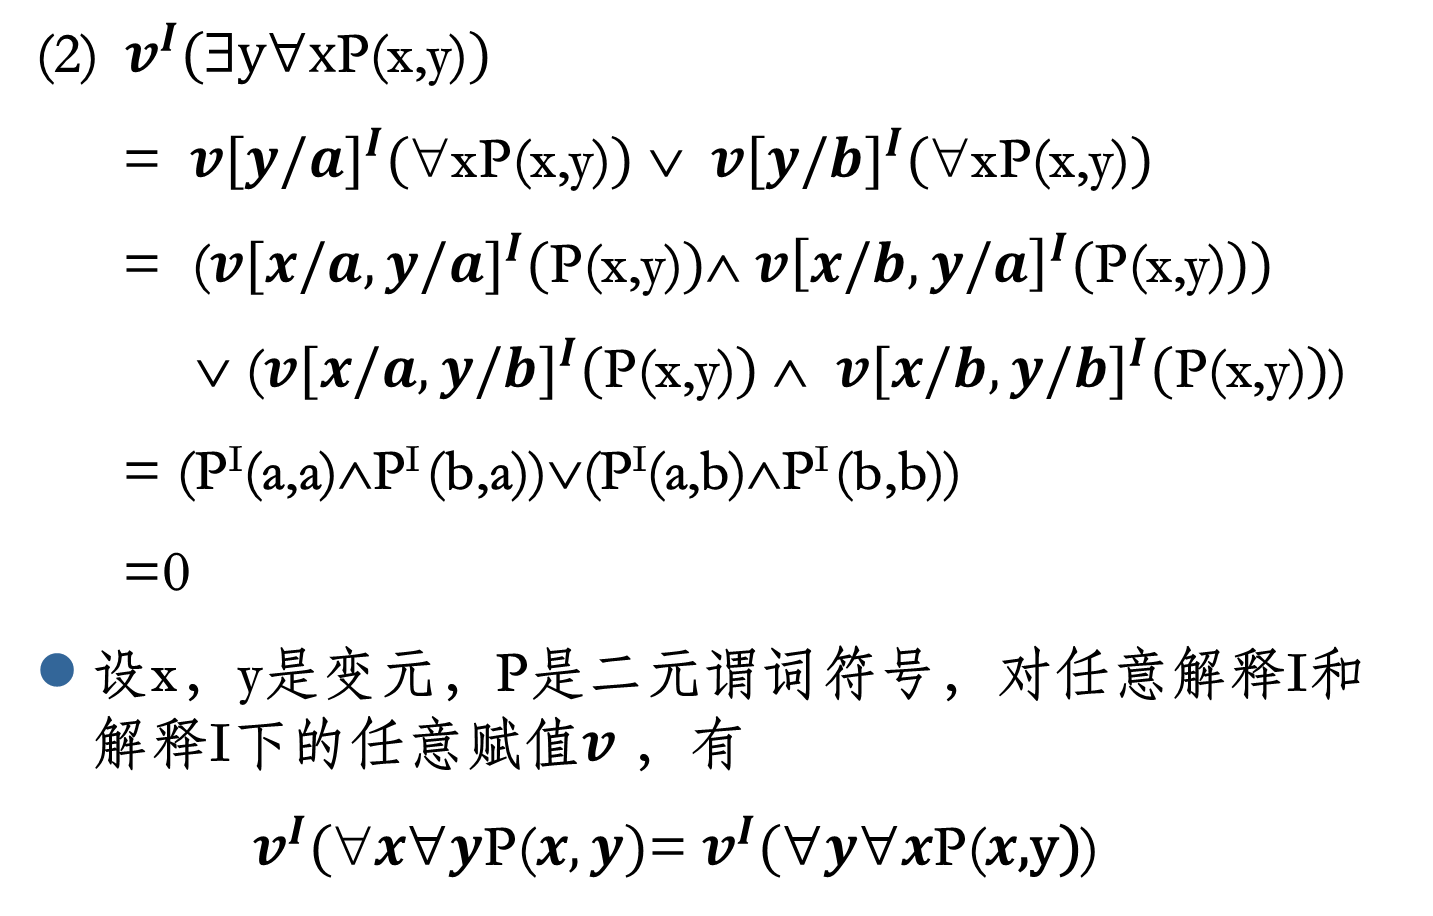 (2) v^I(∃y∀xP(x,y))
= v[y/a]^I(∀xP(x,y)) ∨ v[y/b]^I(∀xP(x,y))
= (v[x/a, y/a]^I(P(x,y))∧ v[x/b, y/a]^I(P(x,y)))
∨ (v[x/a, y/b]^I(P(x,y)) ∧ v[x/b, y/b]^I(P(x,y)))
= (P^I(a,a)∧P^I(b,a))∨(P^I(a,b)∧P^I(b,b))
=0
● 设x，y是变元，P是二元谓词符号，对任意解释I和
解释I下的任意赋值v，有
v^I(∀x∀yP(x, y)= v^I(∀y∀xP(x,y))